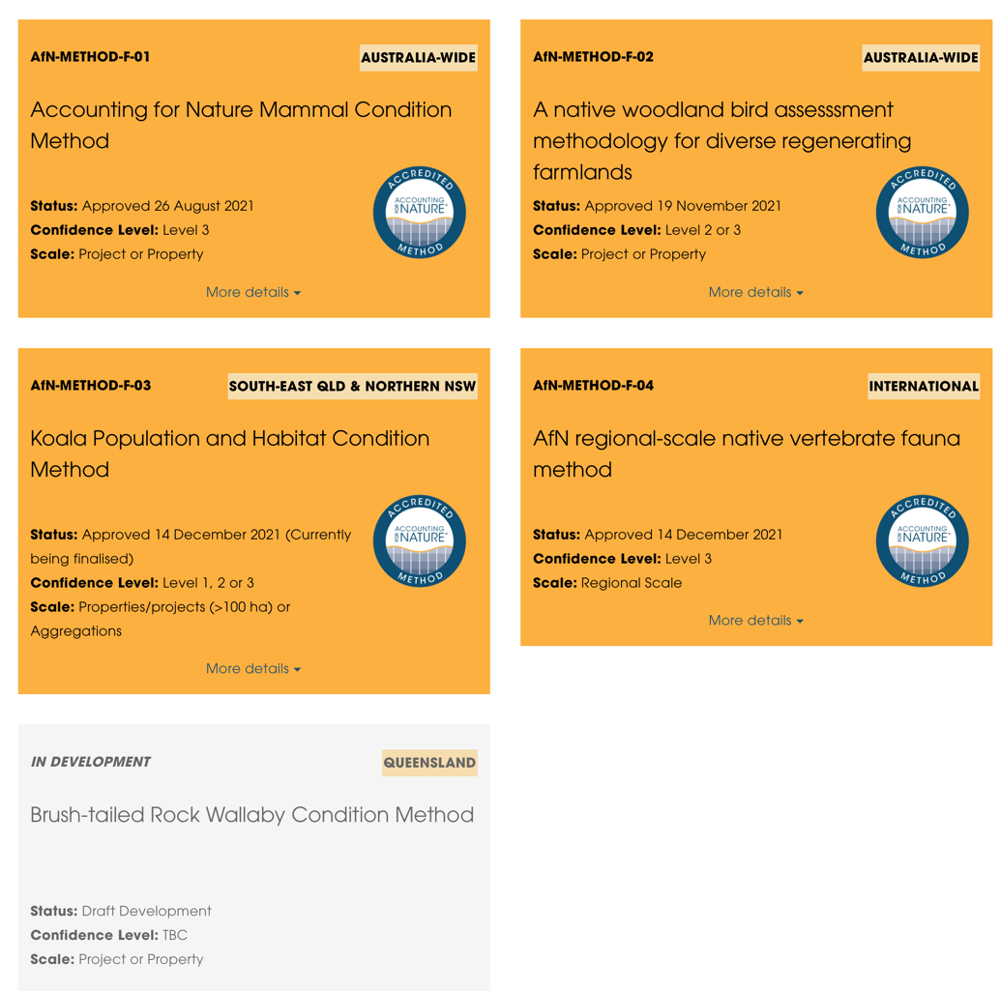 AfN-METHOD-F-01
AUSTRALIA-WIDE
Accounting for Nature Mammal Condition
Method
Status: Approved 26 August 2021
Confidence Level: Level 3
Scale: Project or Property
ACCREDITED
ACCOUNTING
FOR NATURE®
METHOD
More details
AfN-METHOD-F-02
AUSTRALIA-WIDE
A native woodland bird assesssment
methodology for diverse regenerating
farmlands
Status: Approved 19 November 2021
Confidence Level: Level 2 or 3
Scale: Project or Property
ACCREDITED
ACCOUNTING
FOR NATURE®
METHOD
More details
AfN-METHOD-F-03
SOUTH-EAST QLD & NORTHERN NSW
Koala Population and Habitat Condition
Method
Status: Approved 14 December 2021 (Currently
being finalised)
Confidence Level: Level 1, 2 or 3
Scale: Properties/projects (>100 ha) or
Aggregations
ACCREDITED
ACCOUNTING
FOR NATURE®
METHOD
More details
AfN-METHOD-F-04
INTERNATIONAL
AfN regional-scale native vertebrate fauna
method
Status: Approved 14 December 2021
Confidence Level: Level 3
Scale: Regional Scale
ACCREDITED
ACCOUNTING
FOR NATURE®
METHOD
More details
IN DEVELOPMENT
QUEENSLAND
Brush-tailed Rock Wallaby Condition Method
Status: Draft Development
Confidence Level: TBC
Scale: Project or Property